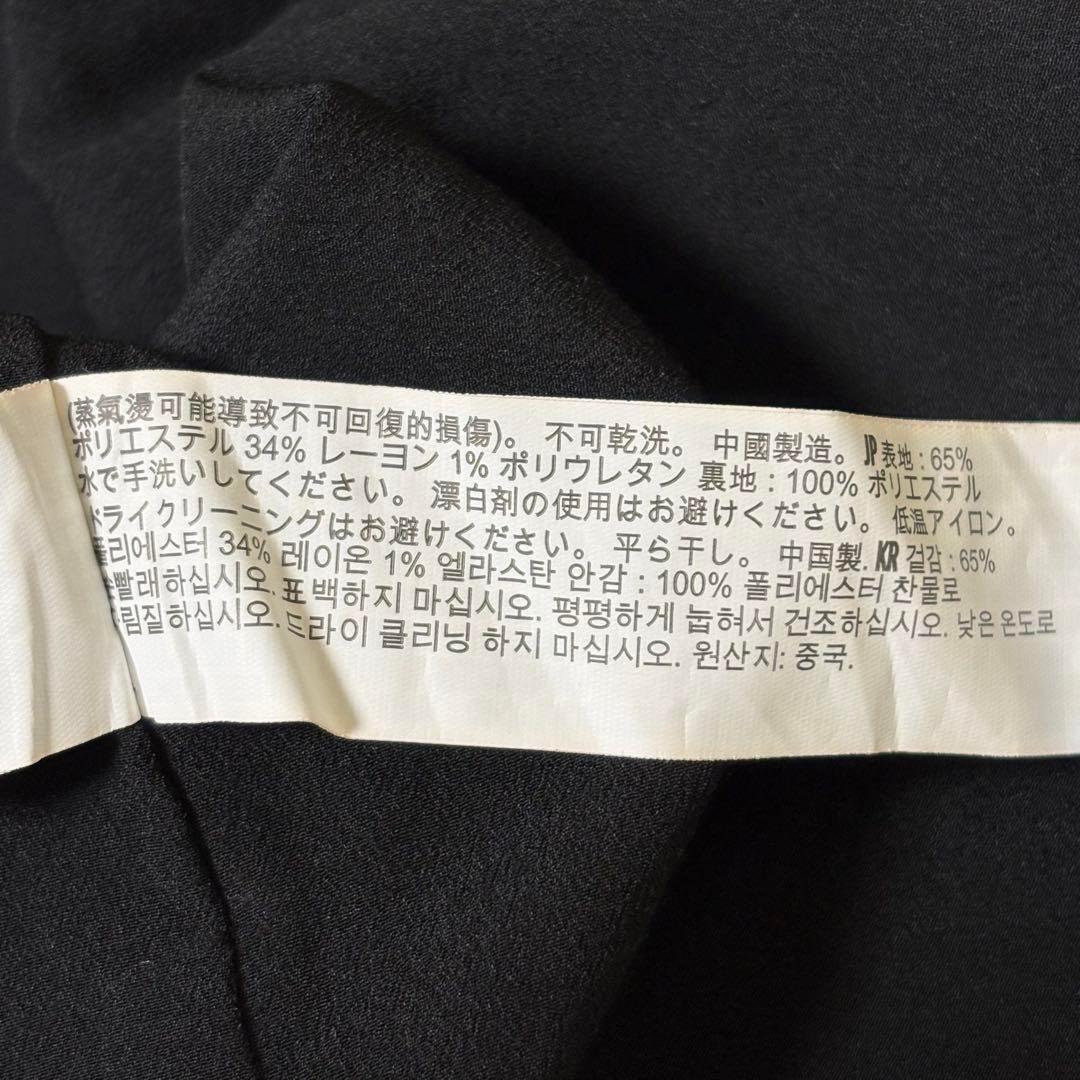 (蒸氣燙可能導致不可回復的損傷)。 不可乾洗。 中國製造。 JP 表地 : 65%
ポリエステル 34% レーヨン 1% ポリウレタン 裏地 : 100% ポリエステル
水で手洗いしてください。 漂白剤の使用はお避けください。 低温アイロン。
ドライクリーニングはお避けください。 平ら干し。 中国製. KR 겉감 : 65%
폴리에스터 34% 레이온 1% 엘라스탄 안감 : 100% 폴리에스터 찬물로
손빨래하십시오. 표백하지 마십시오. 평평하게 눕혀서 건조하십시오. 낮은 온도로
다림질하십시오. 드라이 클리닝 하지 마십시오. 원산지: 중국.